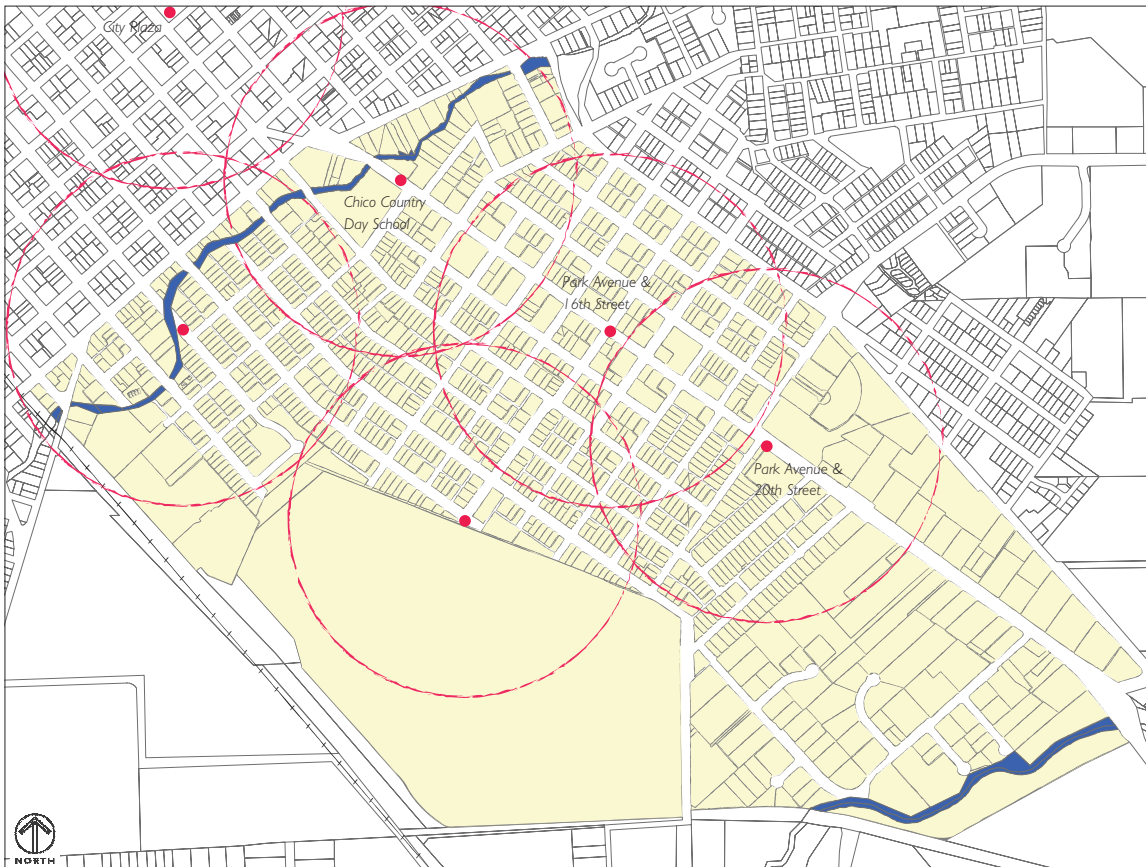 City Plaza
Chico Country
Day School
Park Avenue &
16th Street
Park Avenue &
20th Street
NORTH